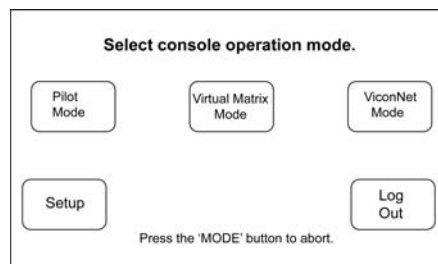 Select console operation mode.
Pilot
Mode
Virtual Matrix
Mode
ViconNet
Mode
Setup
Log
Out
Press the 'MODE' button to abort.